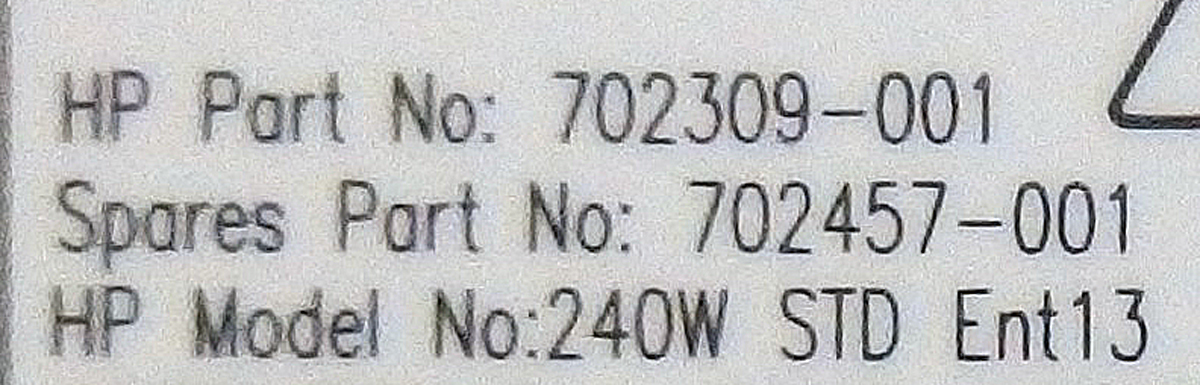 HP Part No: 702309-001
Spares Part No: 702457-001
HP Model No:240W STD Ent13